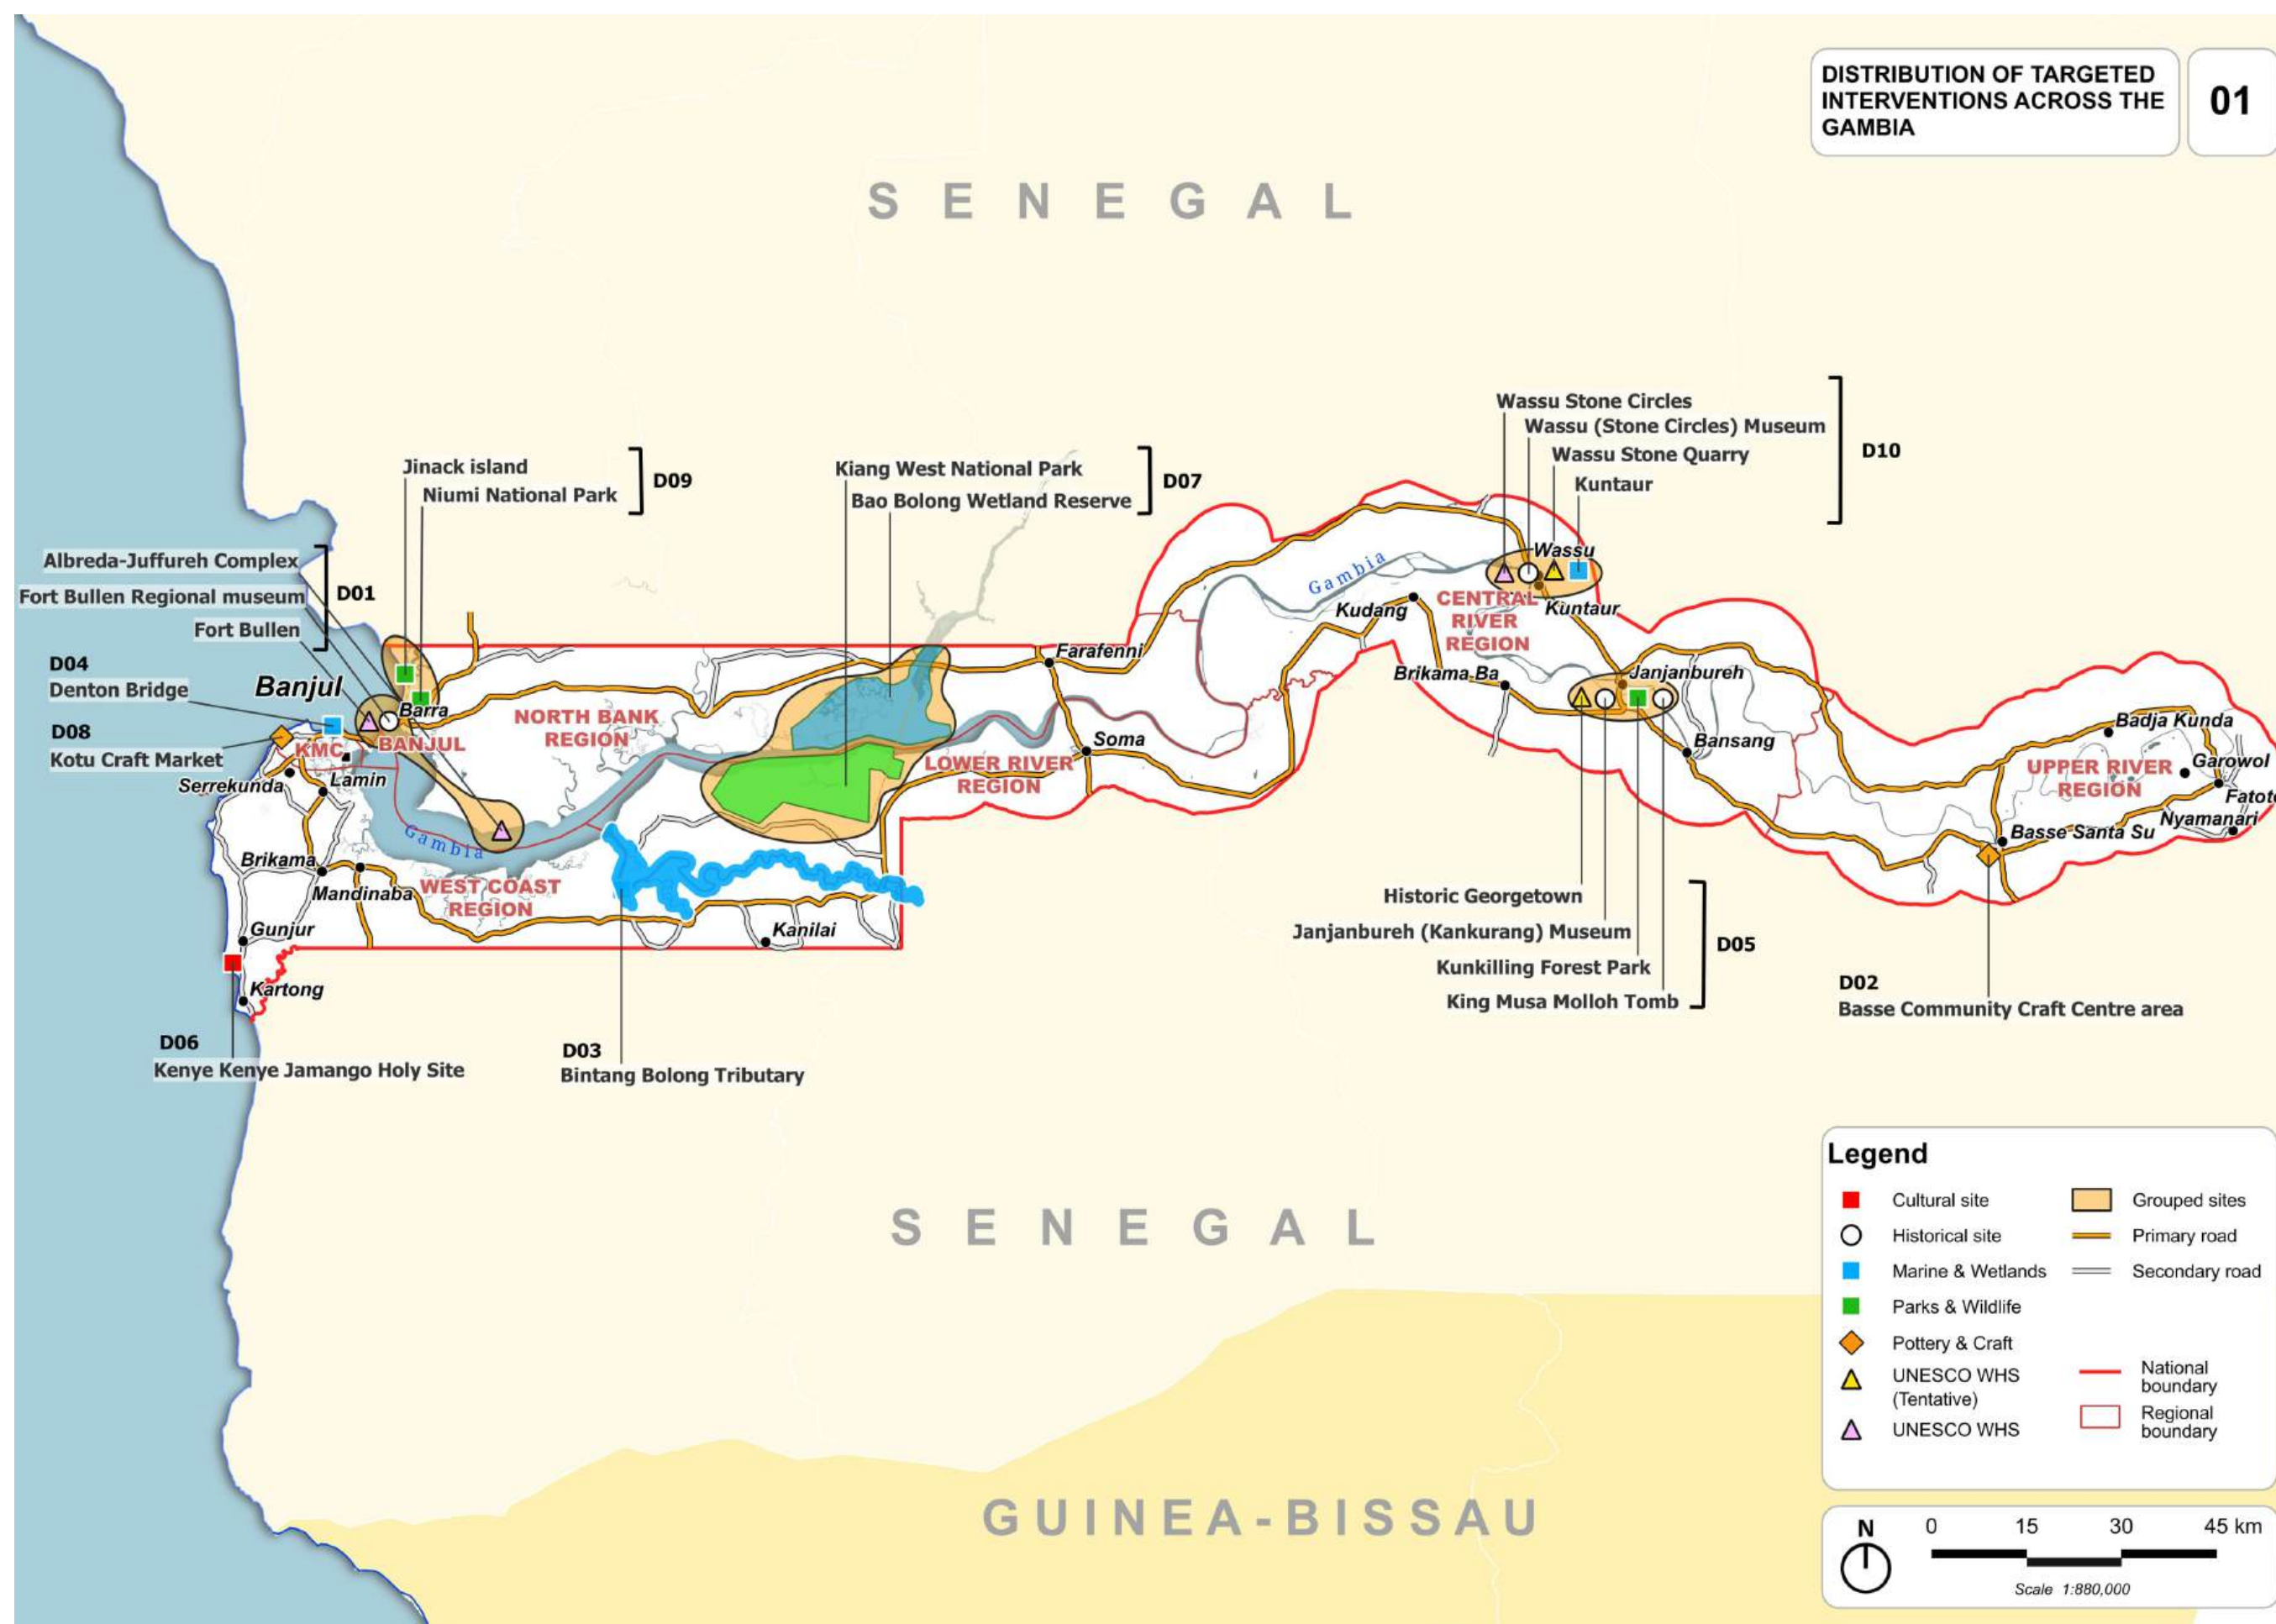 DISTRIBUTION OF TARGETED
INTERVENTIONS ACROSS THE
GAMBIA
01
SENEGAL
Wassu Stone Circles
Wassu (Stone Circles) Museum
Wassu Stone Quarry
Kuntaur
D10
Jinack island
Niumi National Park
D09
Kiang West National Park
Bao Bolong Wetland Reserve
D07
Albreda-Juffureh Complex
Fort Bullen Regional museum
Fort Bullen
D01
D04
Denton Bridge
D08
Kotu Craft Market
Banjul
Barra
KMC
BANJUL
Serrekunda
Lamin
NORTH BANK
REGION
Farafenni
Soma
LOWER RIVER
REGION
Gambia
Wassu
Kuntaur
Kudang
CENTRAL
RIVER
REGION
Brikama Ba
Janjanbureh
Bansang
Badja Kunda
Garowol
UPPER RIVER
REGION
Nyamanari
Basse Santa Su
Gambia
Brikama
Mandinaba
WEST COAST
REGION
Gunjur
Kanilai
Kartong
Historic Georgetown
Janjanbureh (Kankurang) Museum
Kunkilling Forest Park
King Musa Molloh Tomb
D05
D02
Basse Community Craft Centre area
D06
Kenye Kenye Jamango Holy Site
D03
Bintang Bolong Tributary
SENEGAL
GUINEA-BISSAU
Legend
Cultural site
Historical site
Marine & Wetlands
Parks & Wildlife
Pottery & Craft
UNESCO WHS
(Tentative)
UNESCO WHS
Grouped sites
Primary road
Secondary road
National
boundary
Regional
boundary
N
0 15 30 45 km
Scale 1:880,000